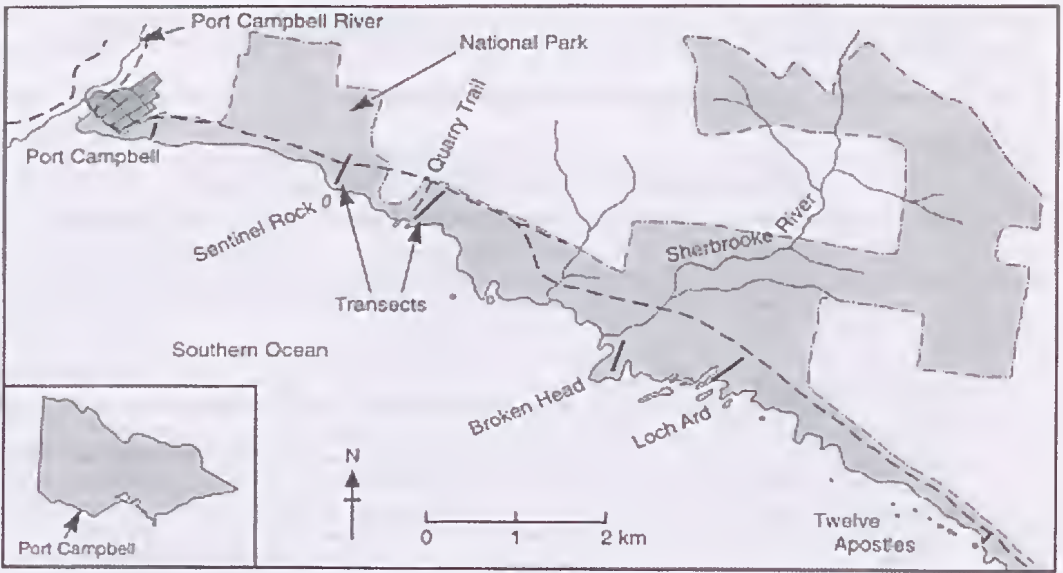 Port Campbell River
National Park
Quarry Trail
Port Campbell
Sentinel Rock
Sherbrooke River
Transects
Southern Ocean
Broken Head
Loch Ard
N
0 1 2 km
Twelve
Apostles
Port Campbell